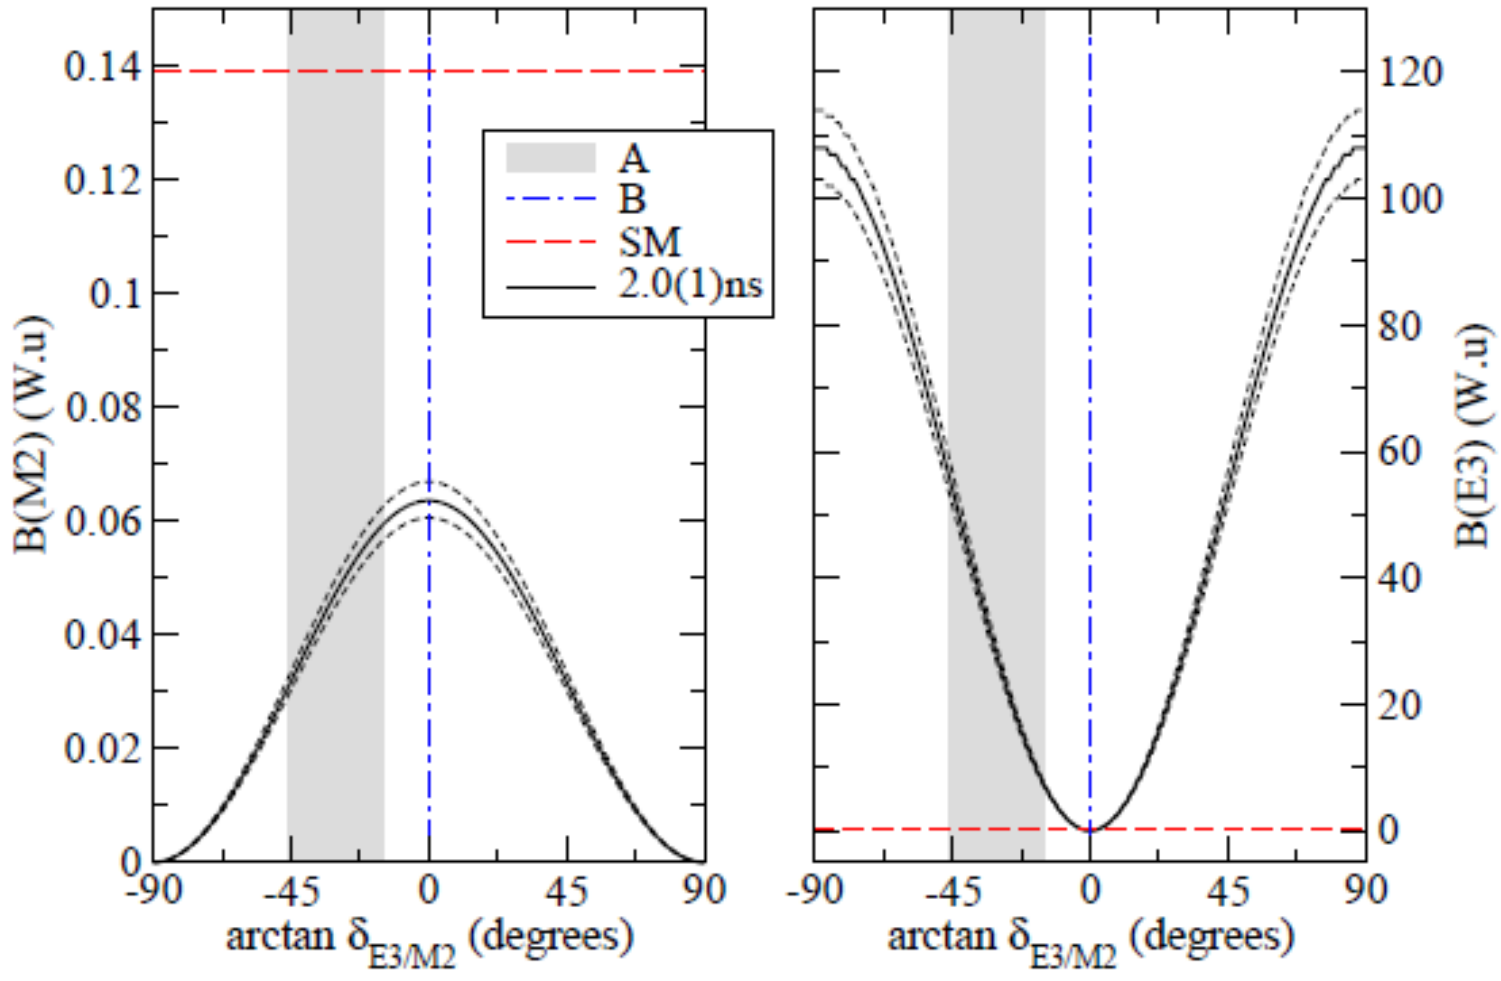 0.14
0.12
0.1
0.08
0.06
0.04
0.02
0
B(M2) (W.u)
-90 -45 0 45 90
arctan δE3/M2 (degrees)
A
B
SM
2.0(1)ns
120
100
80
60
40
20
0
B(E3) (W.u)
-90 -45 0 45 90
arctan δE3/M2 (degrees)